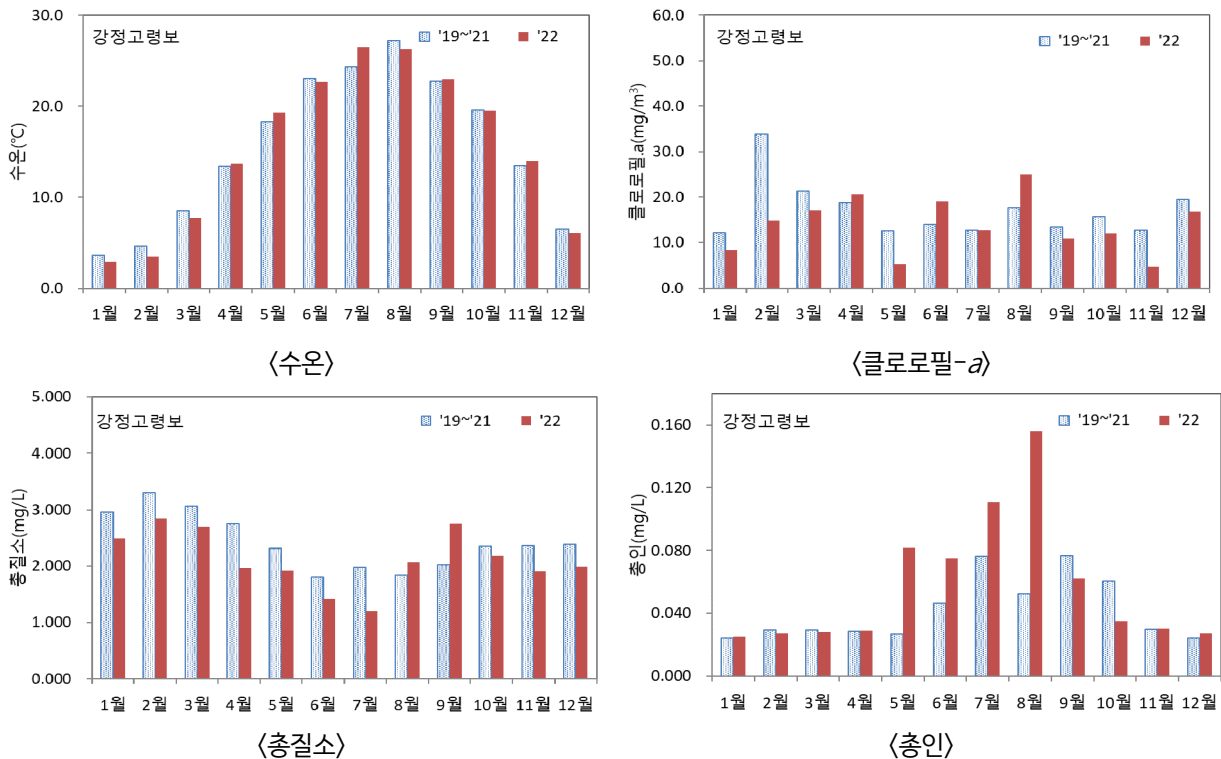 강정고령보
'19~'21 '22
30.0
20.0
10.0
0.0
수온(℃)
1월 2월 3월 4월 5월 6월 7월 8월 9월 10월 11월 12월
〈수온〉
강정고령보
'19~'21 '22
60.0
50.0
40.0
30.0
20.0
10.0
0.0
클로로필.a(mg/m³)
1월 2월 3월 4월 5월 6월 7월 8월 9월 10월 11월 12월
〈클로로필-a〉
강정고령보
'19~'21 '22
5.000
4.000
3.000
2.000
1.000
0.000
총질소(mg/L)
1월 2월 3월 4월 5월 6월 7월 8월 9월 10월 11월 12월
〈총질소〉
강정고령보
'19~'21 '22
0.160
0.120
0.080
0.040
0.000
총인(mg/L)
1월 2월 3월 4월 5월 6월 7월 8월 9월 10월 11월 12월
〈총인〉